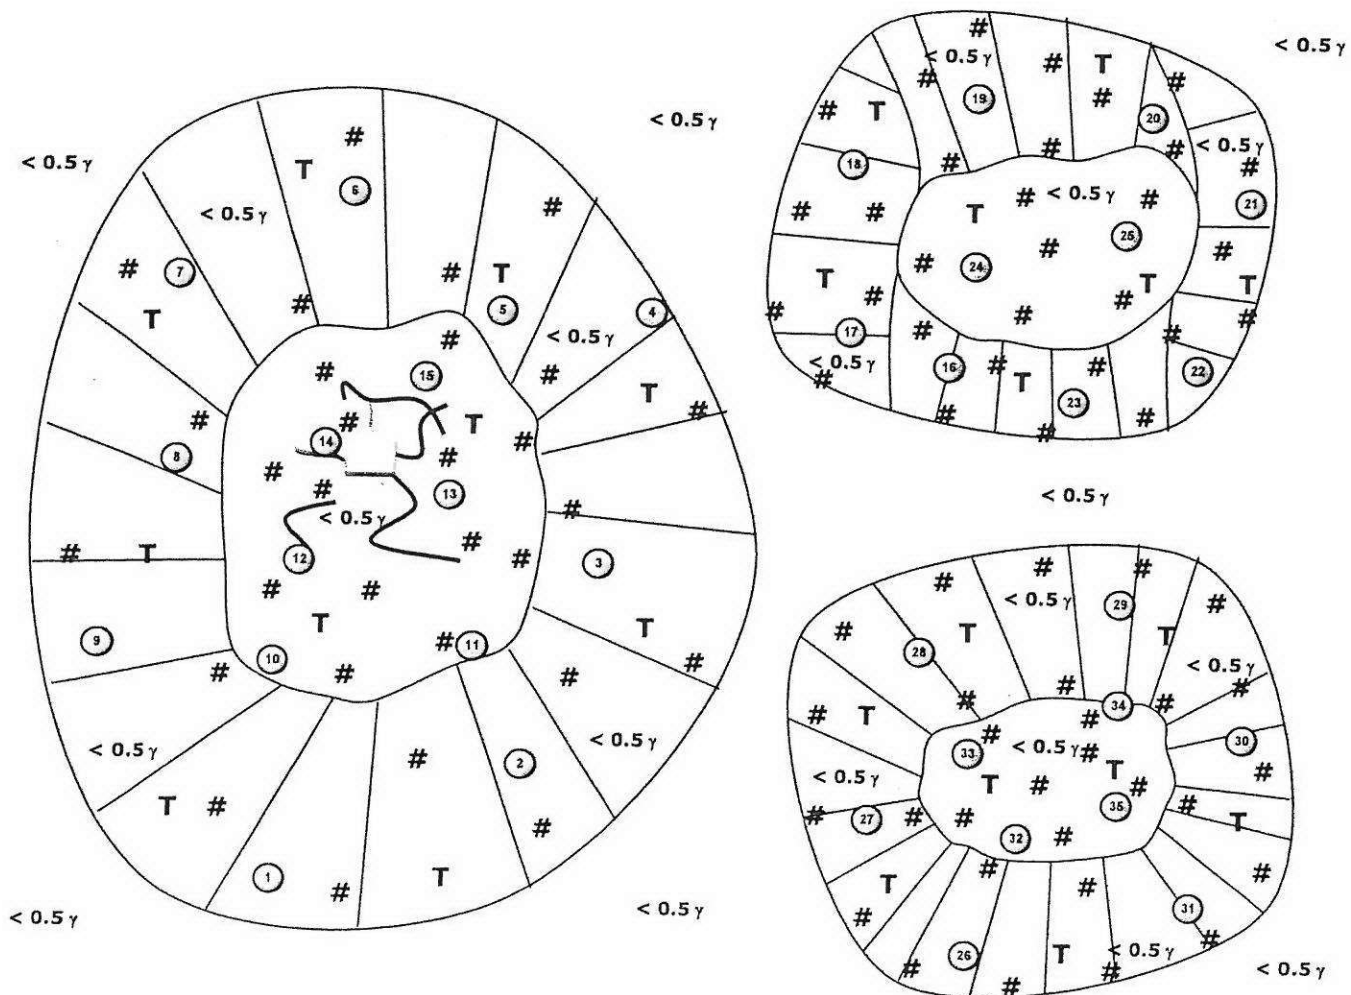 < 0.5 γ
< 0.5 γ
#
T
6
< 0.5 γ
#
# 7 # T
# 5 4
T
< 0.5 γ
#
# 15 #
T #
# # T
14 #
8 # #
# 13
#
< 0.5 γ
#
# T #
12 # 3
# #
T T
9 # 11
10 #
# # #
< 0.5 γ < 0.5 γ
# 2
T #
#
1 # T
< 0.5 γ < 0.5 γ
#
< 0.5 γ
< 0.5 γ
# T
# #
19 #
# T 20
# #
< 0.5 γ
18 # #
< 0.5 γ
# # 21
# # T
25
# #
# 24
T T T
# #
# # #
17 # #
< 0.5 γ
# 16 # # 22
T
# 23 #
#
< 0.5 γ
# # #
< 0.5 γ 29 #
# T T
28 < 0.5 γ
# # #
# T # 34 #
# 30
33 < 0.5 γ #
T #
< 0.5 γ T # #
# 27 # # 35 # T
32 #
# #
T #
# 31
#
26 T < 0.5 γ
# # #
< 0.5 γ